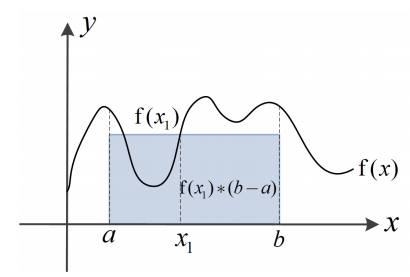 y
f(x₁)
f(x)
f(x₁)*(b−a)
a x₁ b x